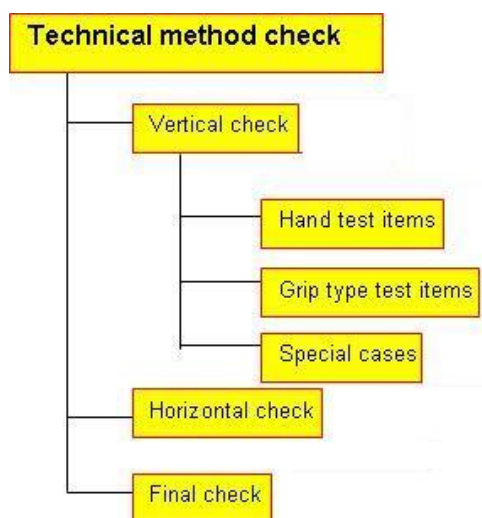 Technical method check
Vertical check
Hand test items
Grip type test items
Special cases
Horizontal check
Final check